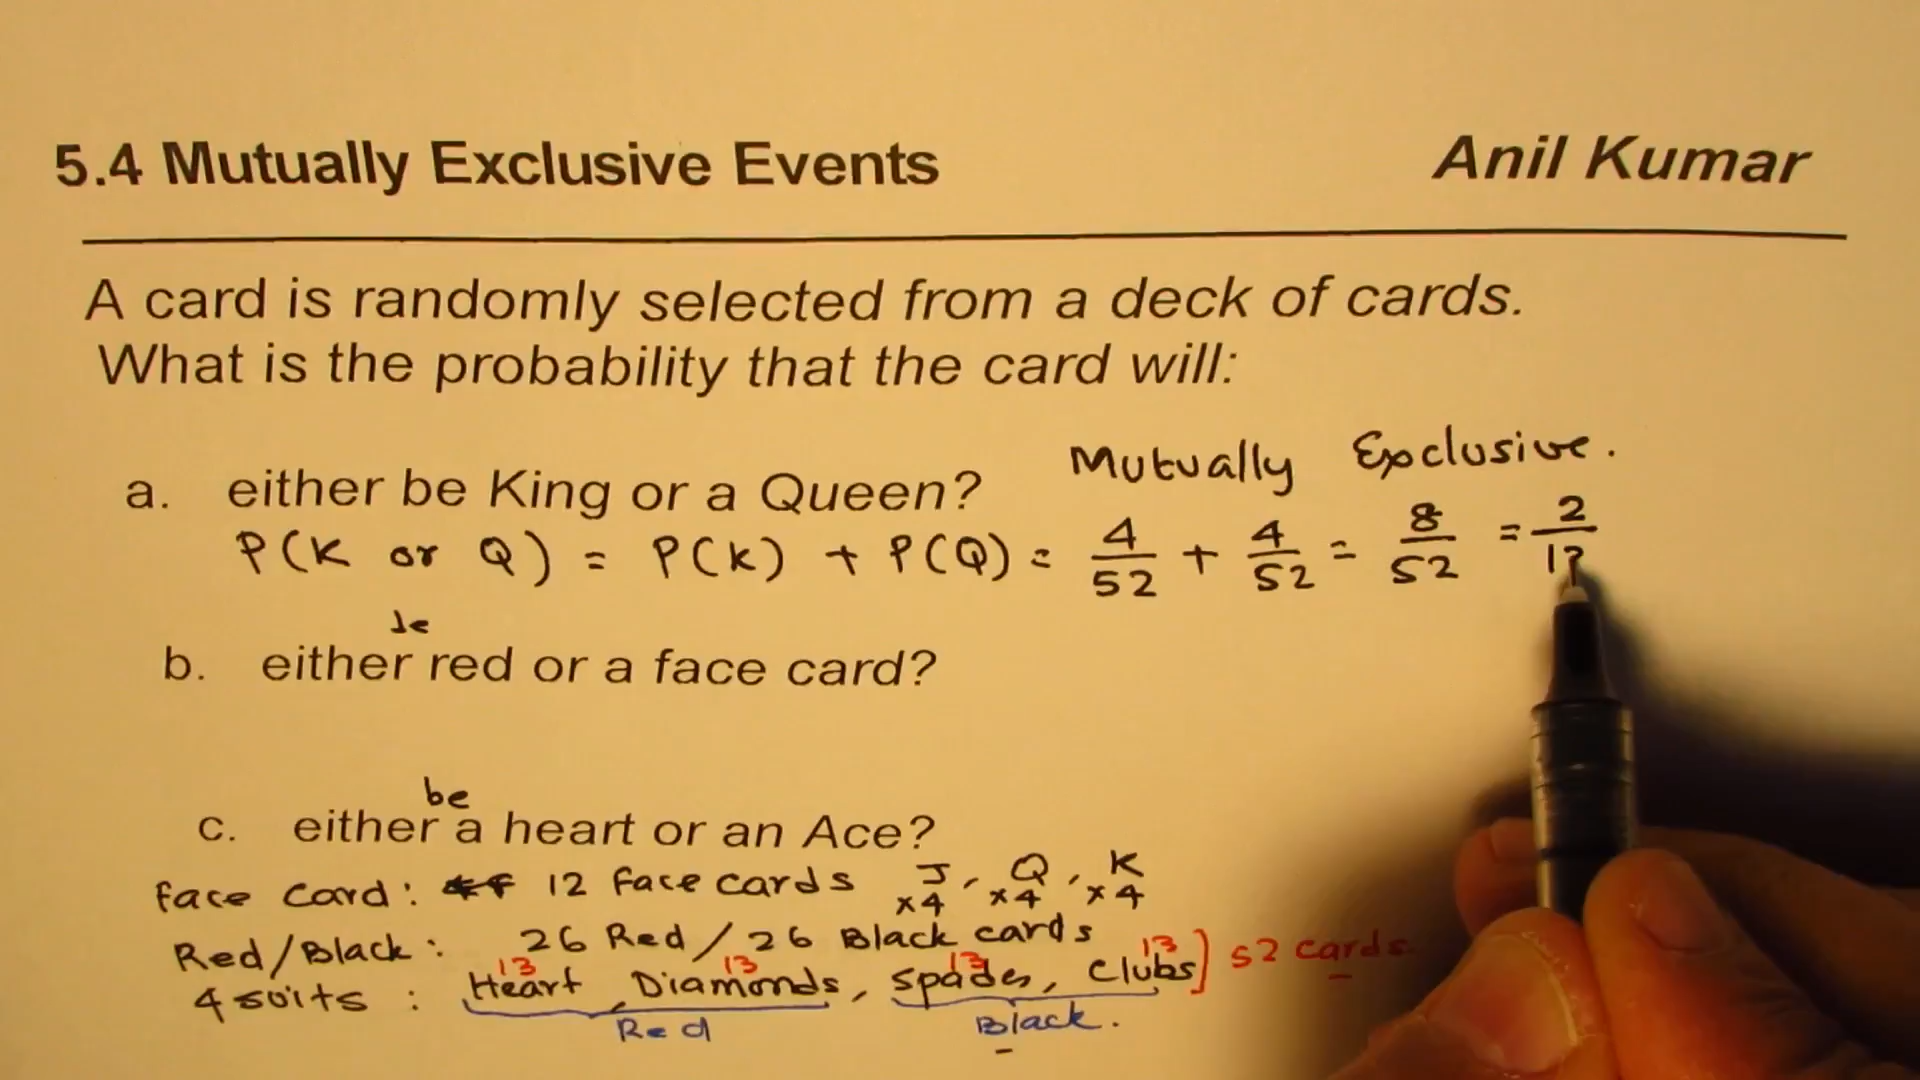 5.4 Mutually Exclusive Events Anil Kumar
A card is randomly selected from a deck of cards.
What is the probability that the card will:
Mutually Exclusive.
a. either be King or a Queen?
P(K or Q) = P(K) + P(Q) = 4/52 + 4/52 = 8/52 = 2/13
b. either red or a face card?
be
c. either a heart or an Ace?
Face Card: 12 Face cards J, Q, K
x4 x4 x4
Red/Black: 26 Red / 26 Black cards
13 13 13 13
4 suits: Heart, Diamonds, Spades, Clubs] 52 cards
Red Black.